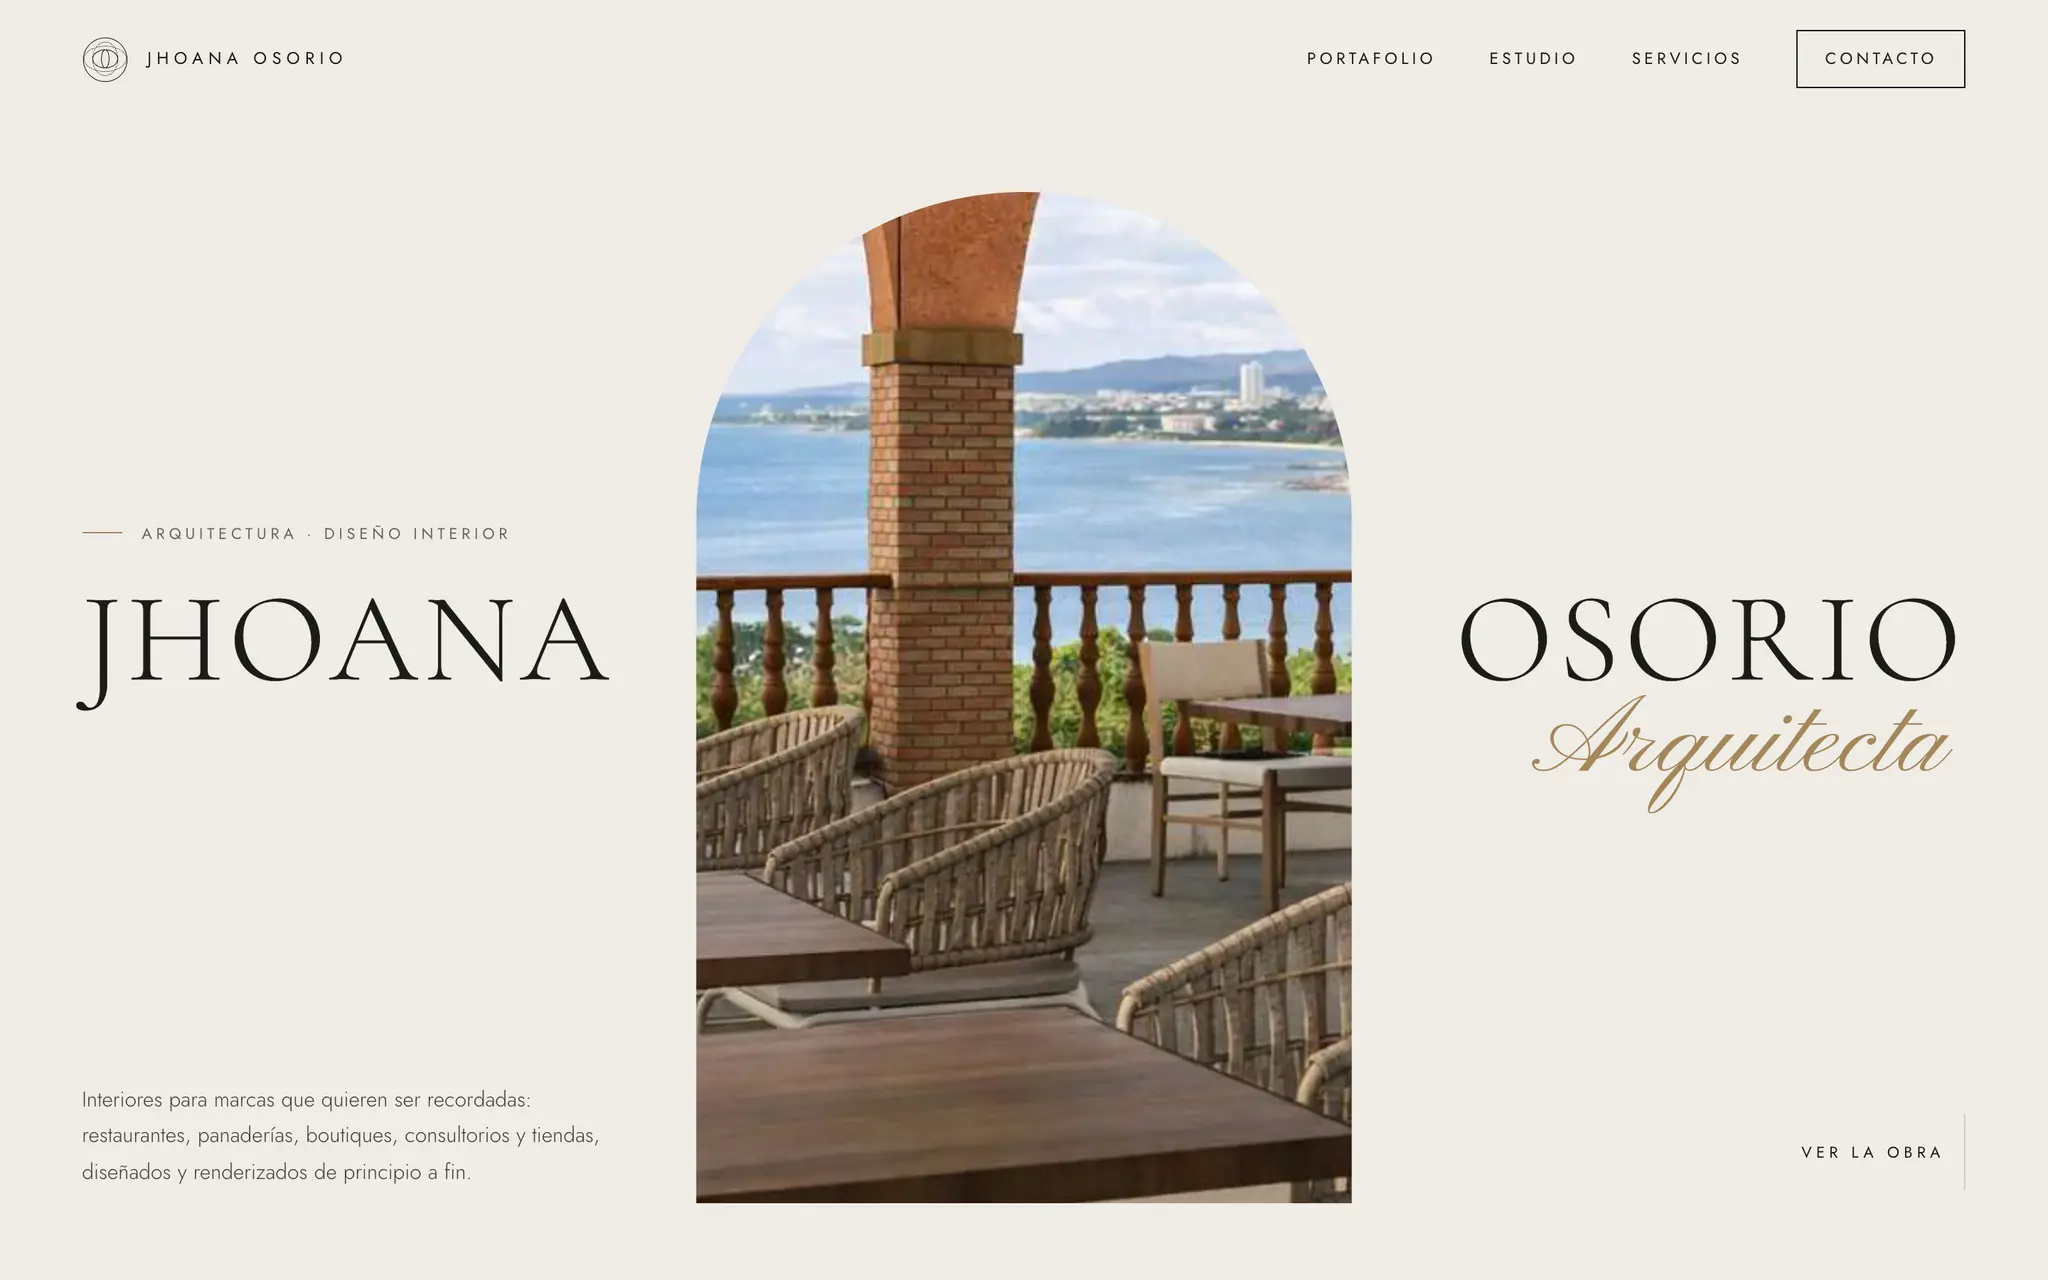 JHOANA OSORIO
PORTAFOLIO
ESTUDIO
SERVICIOS
CONTACTO
ARQUITECTURA · DISEÑO INTERIOR
JHOANA
OSORIO
Arquitecta
Interiores para marcas que quieren ser recordadas:
restaurantes, panaderías, boutiques, consultorios y tiendas,
diseñados y renderizados de principio a fin.
VER LA OBRA